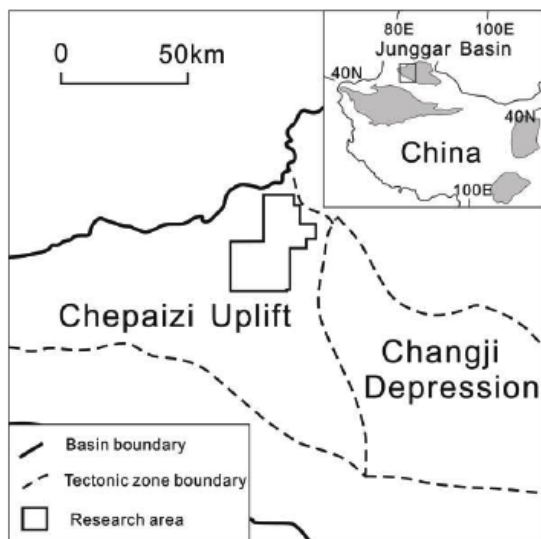 0 50km
80E 100E
Junggar Basin
40N
40N
China
100E
Chepaizi Uplift
Changji
Depression
Basin boundary
Tectonic zone boundary
Research area